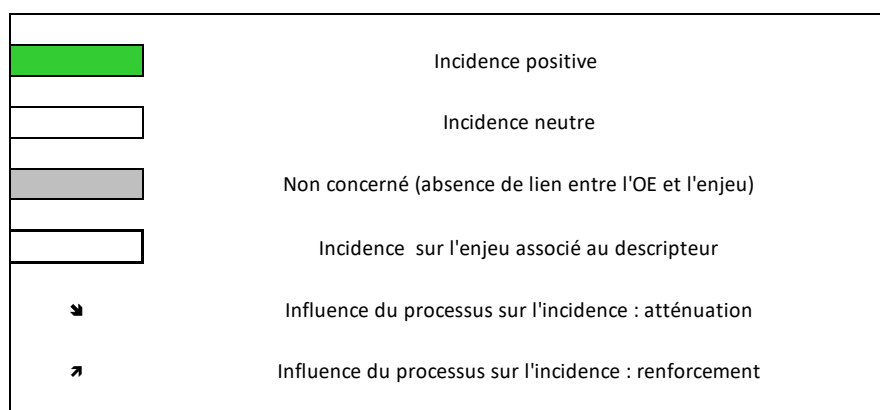 Incidence positive
Incidence neutre
Non concerné (absence de lien entre l'OE et l'enjeu)
Incidence  sur l'enjeu associé au descripteur
Influence du processus sur l'incidence : atténuation
Influence du processus sur l'incidence : renforcement